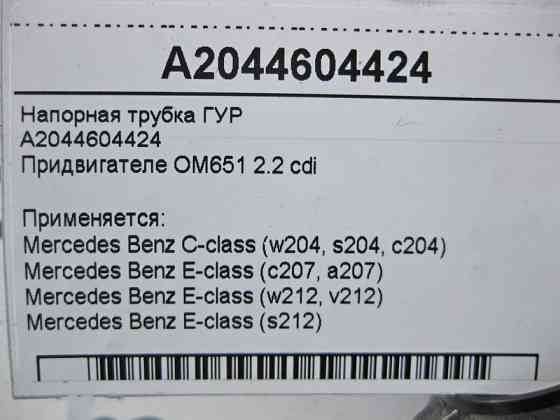 A2044604424
Напорная трубка ГУР
A2044604424
Придвигателе OM651 2.2 cdi
Применяется:
Mercedes Benz C-class (w204, s204, c204)
Mercedes Benz E-class (c207, a207)
Mercedes Benz E-class (w212, v212)
Mercedes Benz E-class (s212)